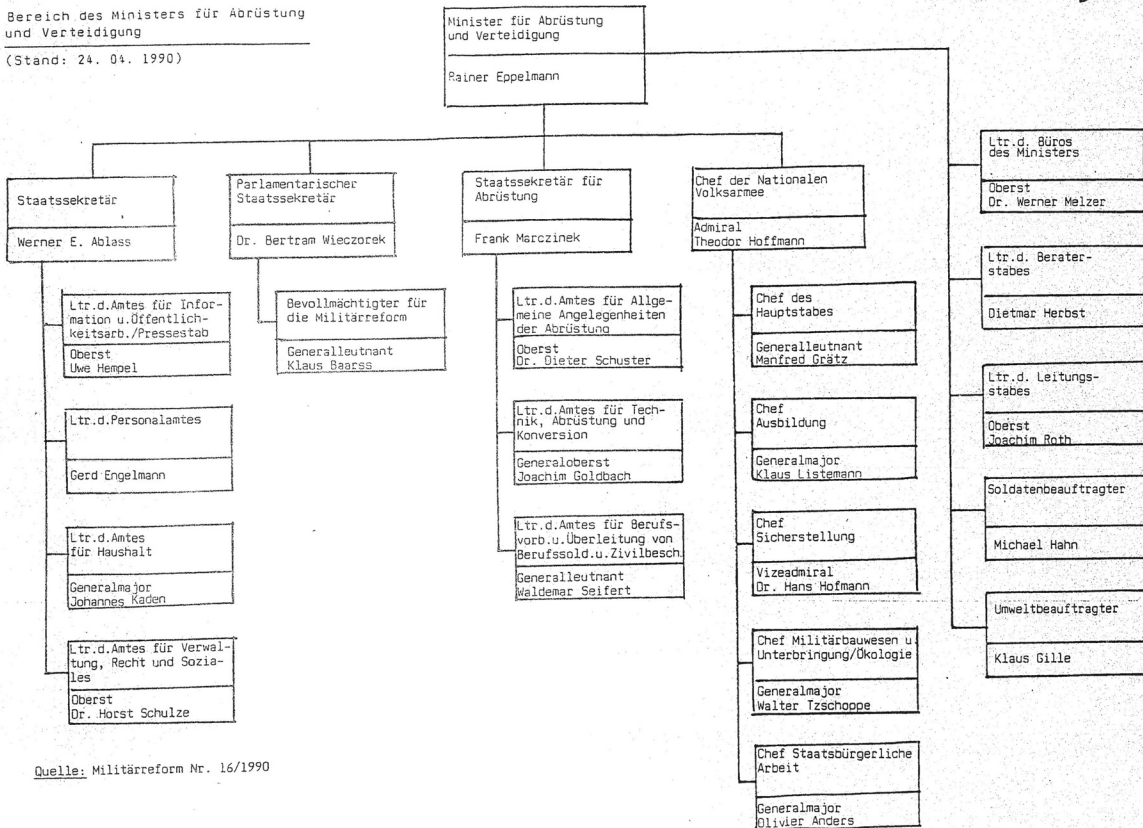 Bereich des Ministers für Abrüstung
und Verteidigung
(Stand: 24. 04. 1990)
Minister für Abrüstung
und Verteidigung
Rainer Eppelmann
Staatssekretär
Werner E. Ablass
Ltr.d.Amtes für Infor-
mation u.Öffentlich-
keitsarb./Pressestab
Oberst
Uwe Hempel
Ltr.d.Personalamtes
Gerd Engelmann
Ltr.d.Amtes
für Haushalt
Generalmajor
Johannes Kaden
Ltr.d.Amtes für Verwal-
tung, Recht und Sozia-
les
Oberst
Dr. Horst Schulze
Parlamentarischer
Staatssekretär
Dr. Bertram Wieczorek
Bevollmächtigter für
die Militärreform
Generalleutnant
Klaus Baarss
Staatssekretär für
Abrüstung
Frank Marczinek
Ltr.d.Amtes für Allge-
meine Angelegenheiten
der Abrüstung
Oberst
Dr. Dieter Schuster
Ltr.d.Amtes für Tech-
nik, Abrüstung und
Konversion
Generaloberst
Joachim Goldbach
Ltr.d.Amtes für Berufs-
vorb.u.Überleitung von
Berufssold.u.Zivilbesch.
Generalleutnant
Waldemar Seifert
Chef der Nationalen
Volksarmee
Admiral
Theodor Hoffmann
Chef des
Hauptstabes
Generalleutnant
Manfred Grätz
Chef
Ausbildung
Generalmajor
Klaus Listemann
Chef
Sicherstellung
Vizeadmiral
Dr. Hans Hofmann
Chef Militärbauwesen u.
Unterbringung/Ökologie
Generalmajor
Walter Tzschoppe
Chef Staatsbürgerliche
Arbeit
Generalmajor
Olivier Anders
Ltr.d. Büros
des Ministers
Oberst
Dr. Werner Melzer
Ltr.d. Berater-
stabes
Dietmar Herbst
Ltr.d. Leitungs-
stabes
Oberst
Joachim Roth
Soldatenbeauftragter
Michael Hahn
Umweltbeauftragter
Klaus Gille
Quelle: Militärreform Nr. 16/1990